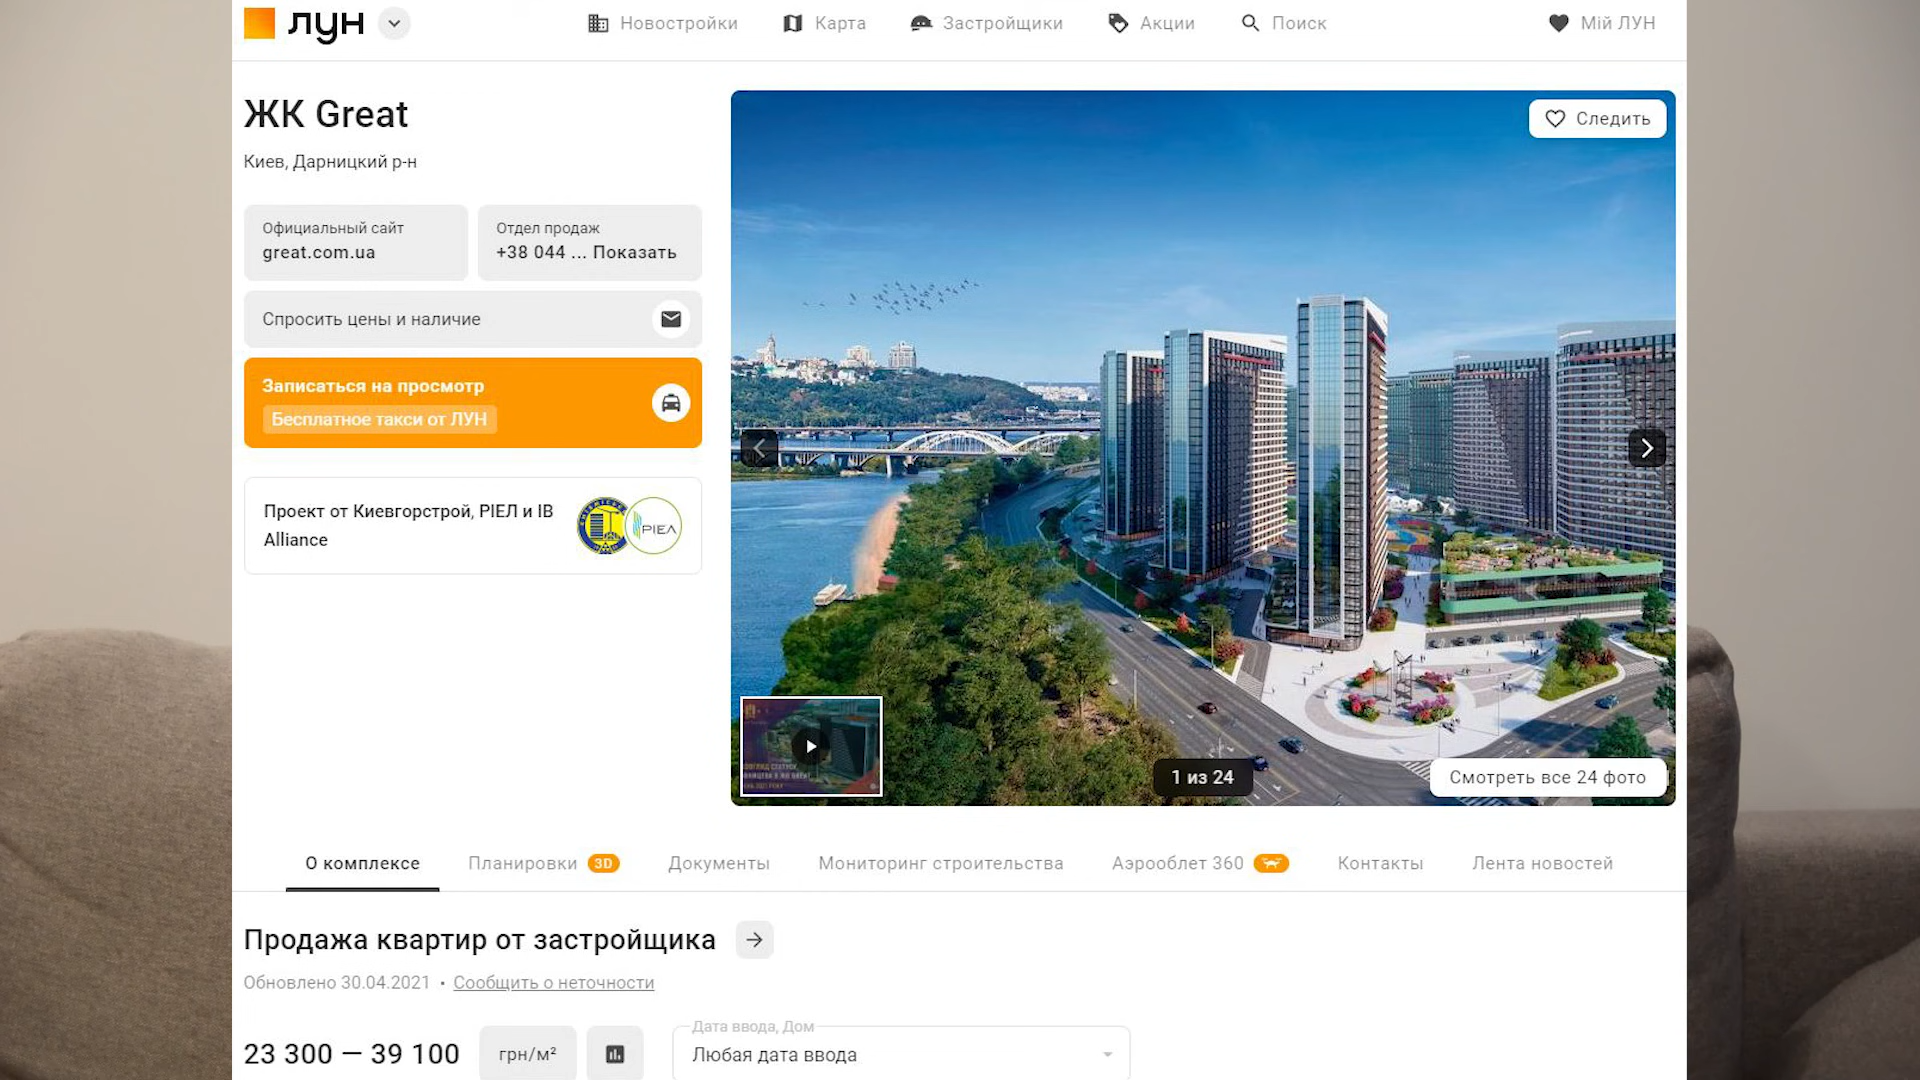 лун
Новостройки
Карта
Застройщики
Акции
Поиск
Мій ЛУН
ЖК Great
Киев, Дарницкий р-н
Официальный сайт
great.com.ua
Отдел продаж
+38 044 ... Показать
Спросить цены и наличие
Записаться на просмотр
Бесплатное такси от ЛУН
Проект от Киевгорстрой, РІЕЛ и IB
Alliance
РІЕЛ
Следить
1 из 24
Смотреть все 24 фото
О комплексе
Планировки 3D
Документы
Мониторинг строительства
Аэрооблет 360
Контакты
Лента новостей
Продажа квартир от застройщика
Обновлено 30.04.2021 • Сообщить о неточности
23 300 — 39 100
грн/м²
Дата ввода, Дом
Любая дата ввода